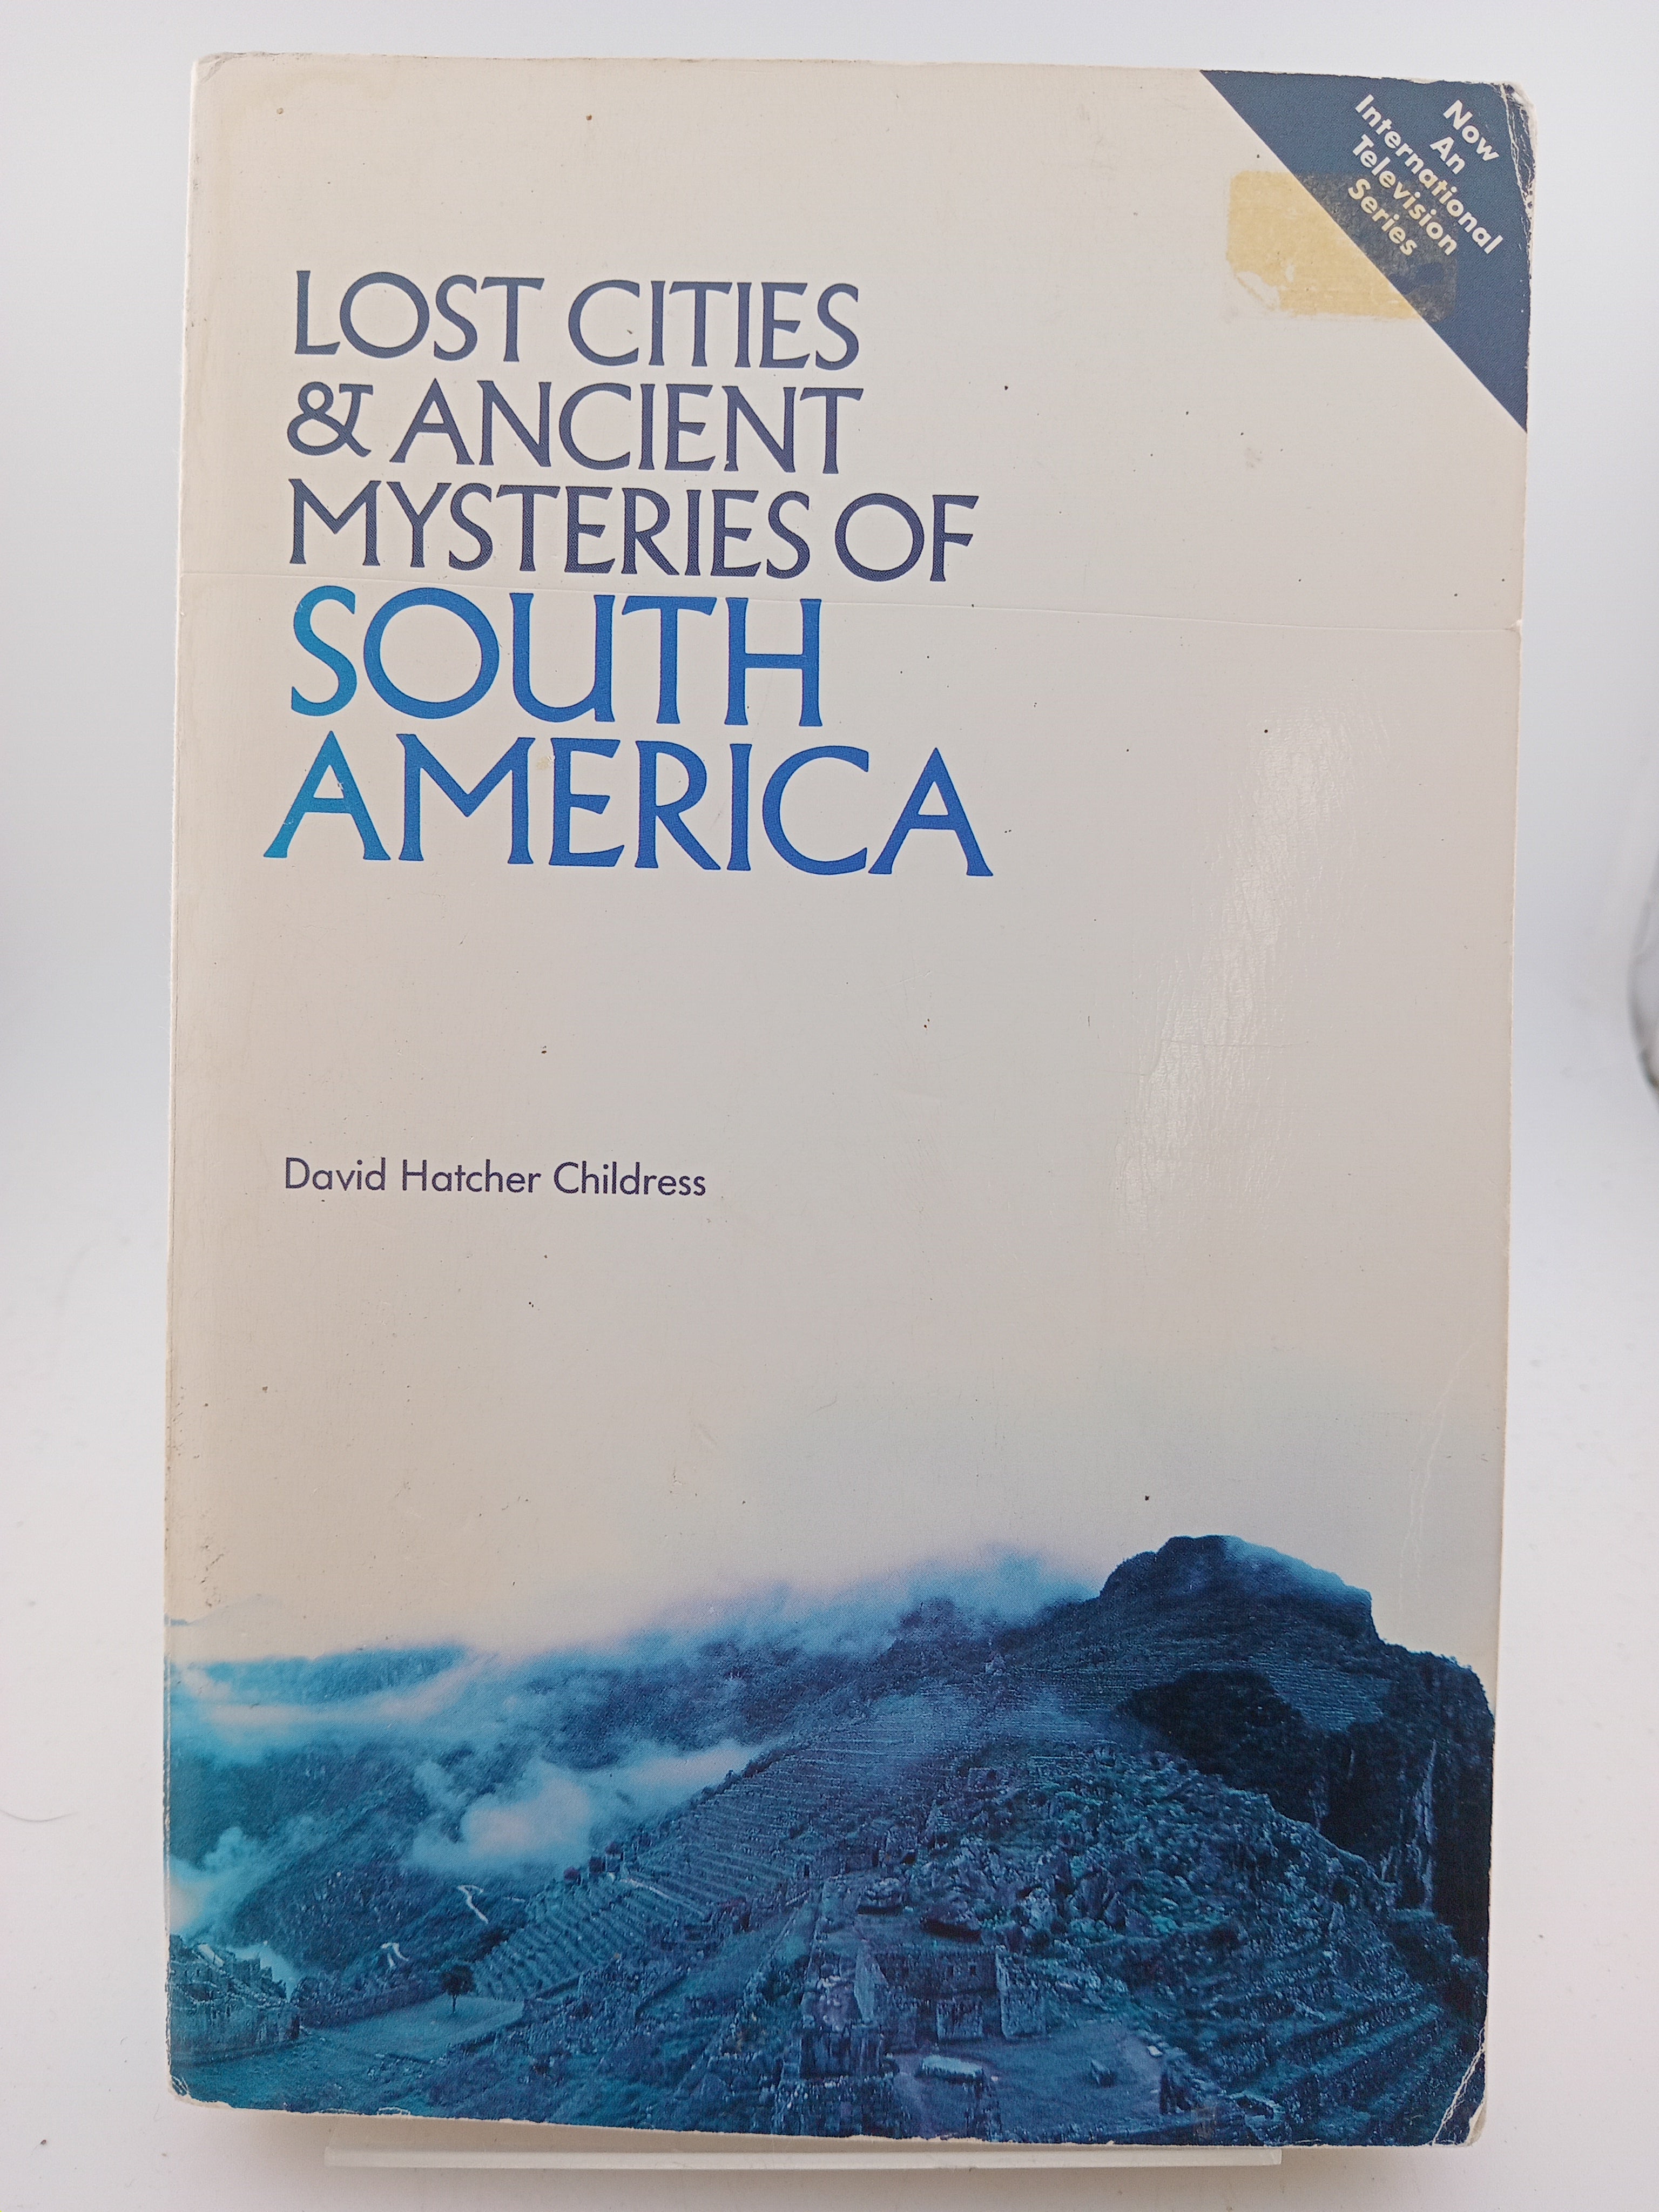 Now
An
International
Television
Series
LOST CITIES
& ANCIENT
MYSTERIES OF
SOUTH
AMERICA
David Hatcher Childress